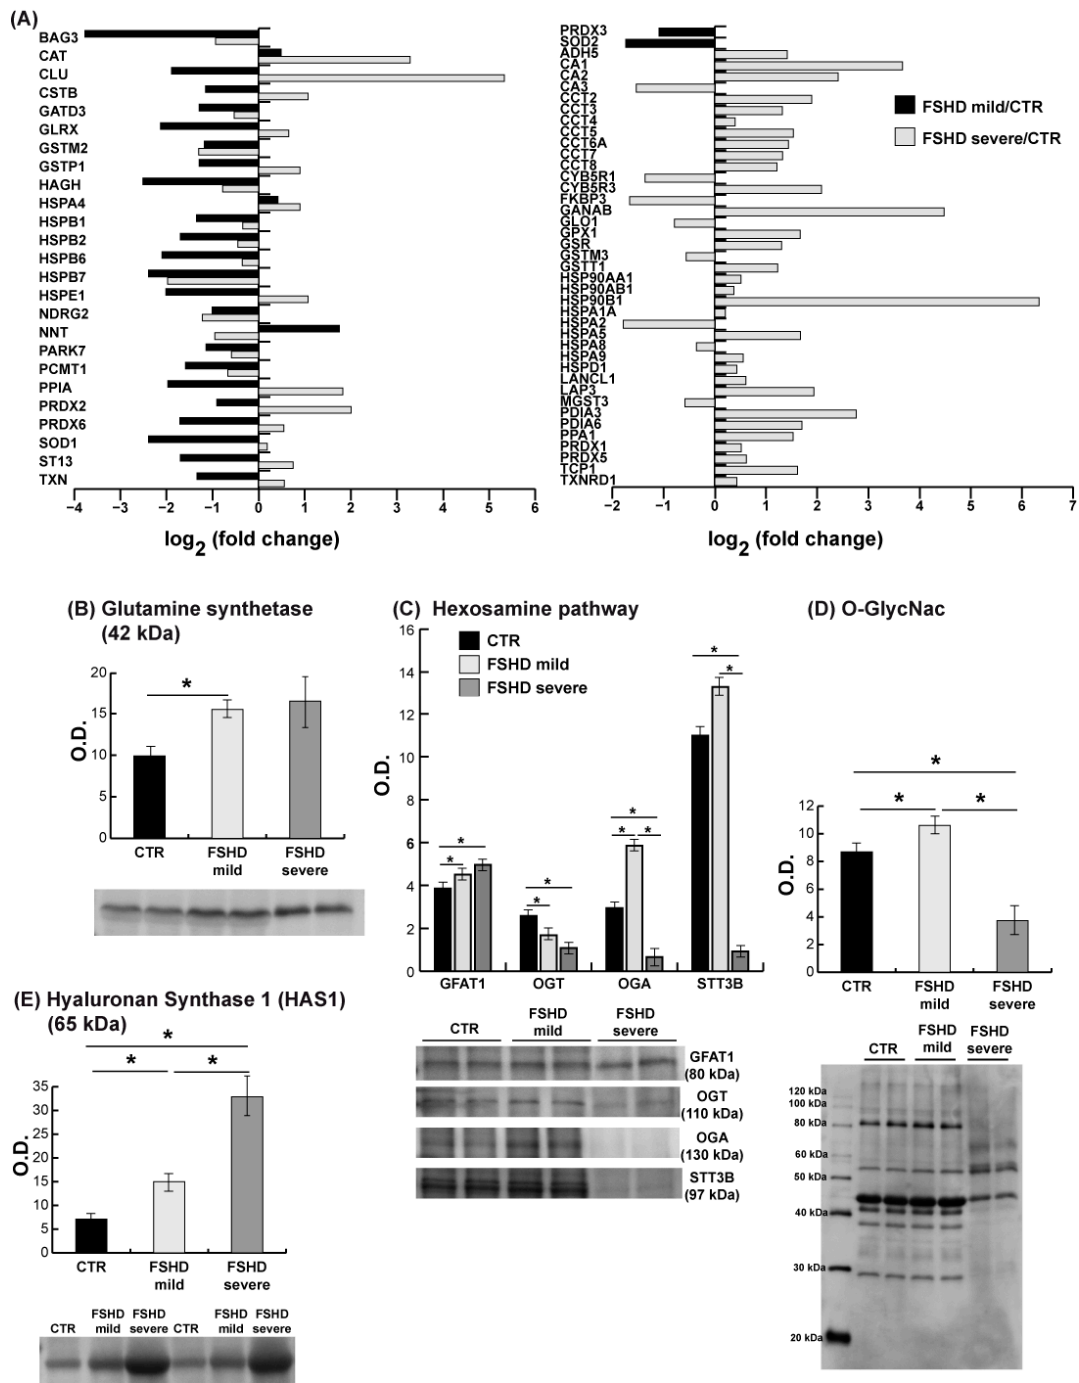 (A)
BAG3
CAT
CLU
CSTB
GATD3
GLRX
GSTM2
GSTP1
HAGH
HSPA4
HSPB1
HSPB2
HSPB6
HSPB7
HSPE1
NDRG2
NNT
PARK7
PCMT1
PPIA
PRDX2
PRDX6
SOD1
ST13
TXN
−4 −3 −2 −1 0 1 2 3 4 5 6
log2 (fold change)
PRDX3
SOD2
ADH5
CA1
CA2
CA3
CCT2
CCT3
CCT4
CCT5
CCT6A
CCT7
CCT8
CYB5R1
CYB5R3
FKBP3
GANAB
GLO1
GPX1
GSR
GSTM3
GSTT1
HSP90AA1
HSP90AB1
HSP90B1
HSPA1A
HSPA2
HSPA5
HSPA8
HSPA9
HSPD1
LANCL1
LAP3
MGST3
PDIA3
PDIA6
PPA1
PRDX1
PRDX5
TCP1
TXNRD1
−2 −1 0 1 2 3 4 5 6 7
log2 (fold change)
FSHD mild/CTR
FSHD severe/CTR
(B) Glutamine synthetase
(42 kDa)
20
15
10
5
0
O.D.
*
CTR FSHD mild FSHD severe
(C) Hexosamine pathway
16
14
12
10
8
6
4
2
0
O.D.
CTR
FSHD mild
FSHD severe
* *
* *
* * *
* *
GFAT1 OGT OGA STT3B
CTR FSHD mild FSHD severe
GFAT1
(80 kDa)
OGT
(110 kDa)
OGA
(130 kDa)
STT3B
(97 kDa)
(D) O-GlycNac
*
* *
12
10
8
6
4
2
0
O.D.
CTR FSHD mild FSHD severe
CTR FSHD mild FSHD severe
120 kDa
100 kDa
80 kDa
60 kDa
50 kDa
40 kDa
30 kDa
20 kDa
(E) Hyaluronan Synthase 1 (HAS1)
(65 kDa)
*
* *
35
30
25
20
15
10
5
0
O.D.
CTR FSHD mild FSHD severe
CTR FSHD mild FSHD severe CTR FSHD mild FSHD severe